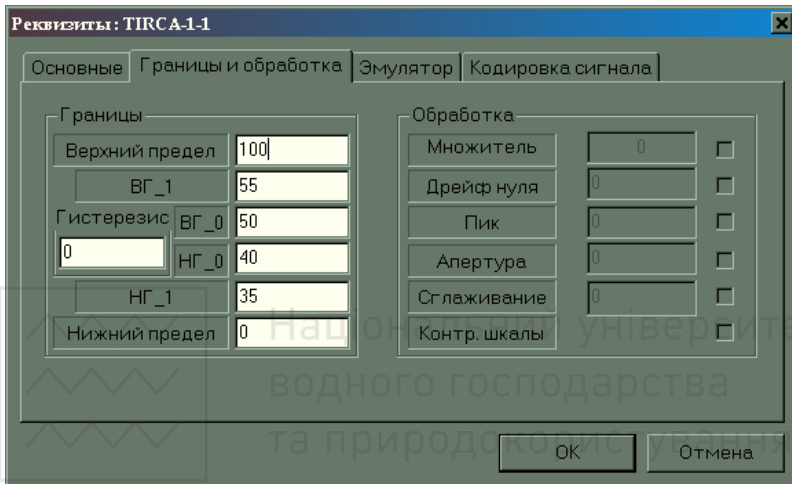 Реквизиты: TIRCA-1-1
Основные
Границы и обработка
Эмулятор
Кодировка сигнала
Границы
Верхний предел 100
ВГ_1 55
Гистерезис ВГ_0 50
0
НГ_0 40
НГ_1 35
Нижний предел 0
Обработка
Множитель 0
Дрейф нуля 0
Пик 0
Апертура 0
Сглаживание 0
Контр. шкалы
Національний університе
водного господарства
та природокористування
OK
Отмена